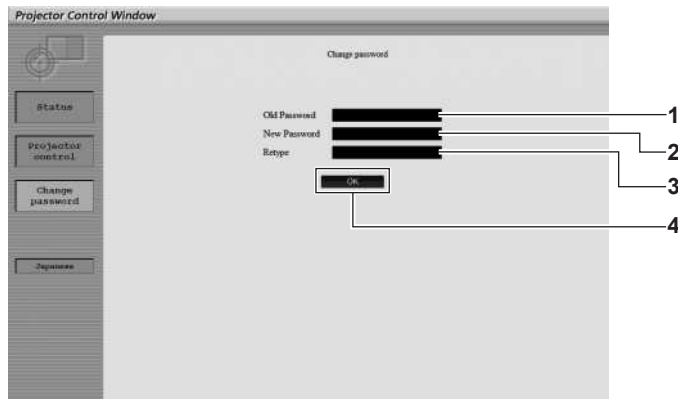 Projector Control Window
Change password
Status
Projector
control
Change
password
Japanese
Old Password
New Password
Retype
OK
1
2
3
4